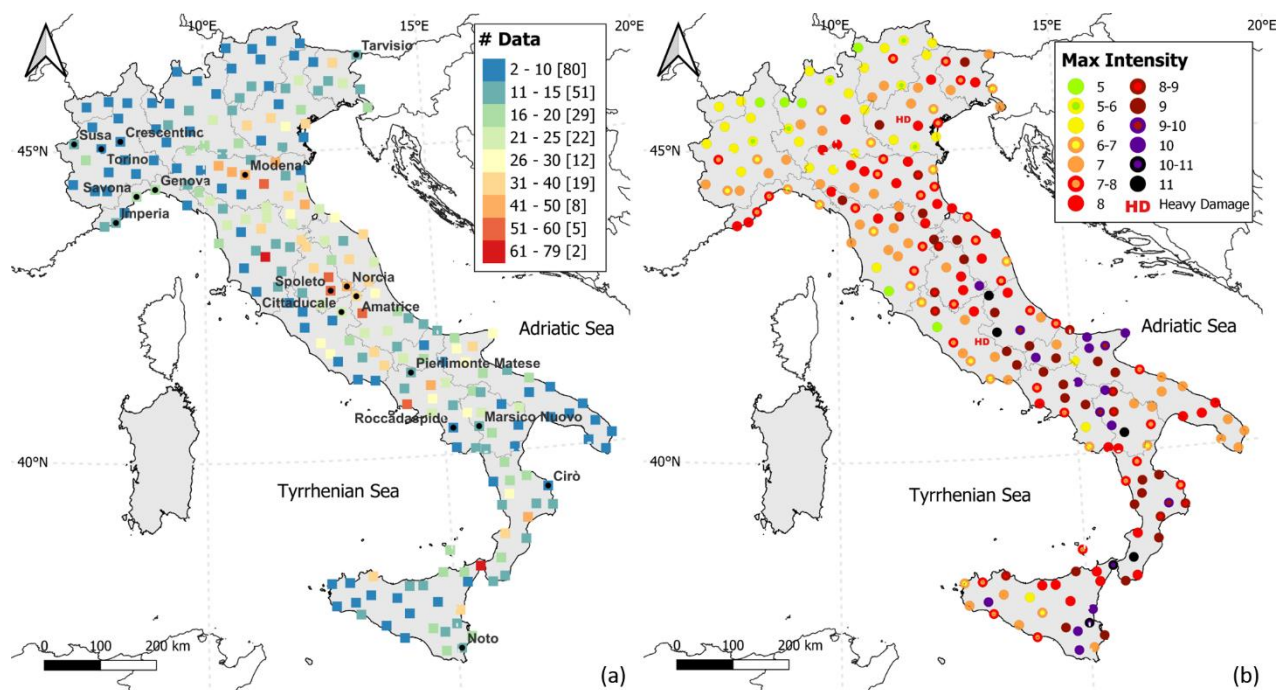 10°E
15°E
20°E
45°N
40°N
# Data
2 - 10 [80]
11 - 15 [51]
16 - 20 [29]
21 - 25 [22]
26 - 30 [12]
31 - 40 [19]
41 - 50 [8]
51 - 60 [5]
61 - 79 [2]
Tarvisio
Susa
Crescentino
Torino
Modena
Savona
Genova
Imperia
Norcia
Spoleto
Cittaducale
Amatrice
Adriatic Sea
Piedimonte Matese
Roccadaspide
Marsico Nuovo
Cirò
Tyrrhenian Sea
Noto
0 100 200 km
(a)
10°E
15°E
20°E
45°N
40°N
Max Intensity
5
5-6
6
6-7
7
7-8
8
8-9
9
9-10
10
10-11
11
HD Heavy Damage
HD
HD
Adriatic Sea
Tyrrhenian Sea
0 100 200 km
(b)